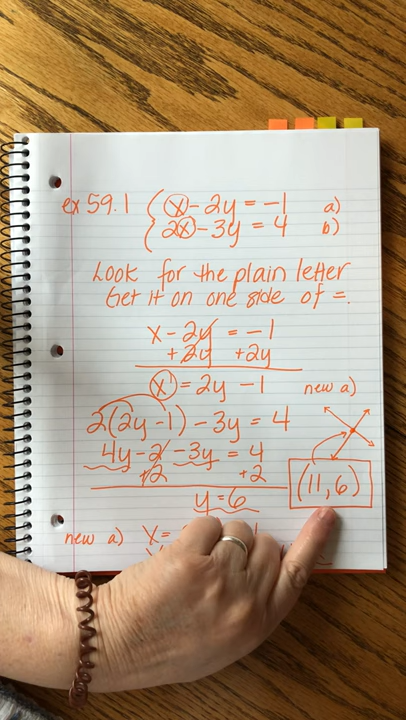 ex 59.1 x - 2y = -1 a)
2x - 3y = 4 b)
Look for the plain letter
Get it on one side of =.
x - 2y = -1
+2y +2y
x' = 2y - 1 new a)
2(2y - 1) - 3y = 4
4y - 2 - 3y = 4
+2 +2
y = 6
(11, 6)
new a) x =